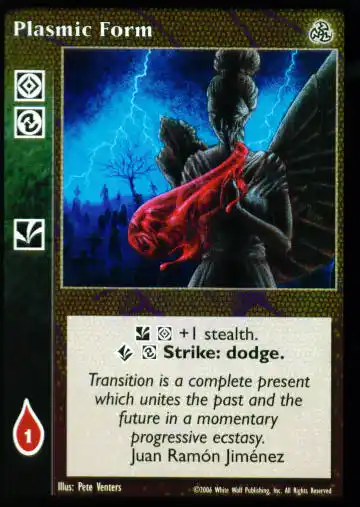 Plasmic Form
+1 stealth.
Strike: dodge.
Transition is a complete present
which unites the past and the
future in a momentary
progressive ecstasy.
Juan Ramón Jiménez
1
Illus: Pete Venters
©2006 White Wolf Publishing, Inc. All Rights Reserved